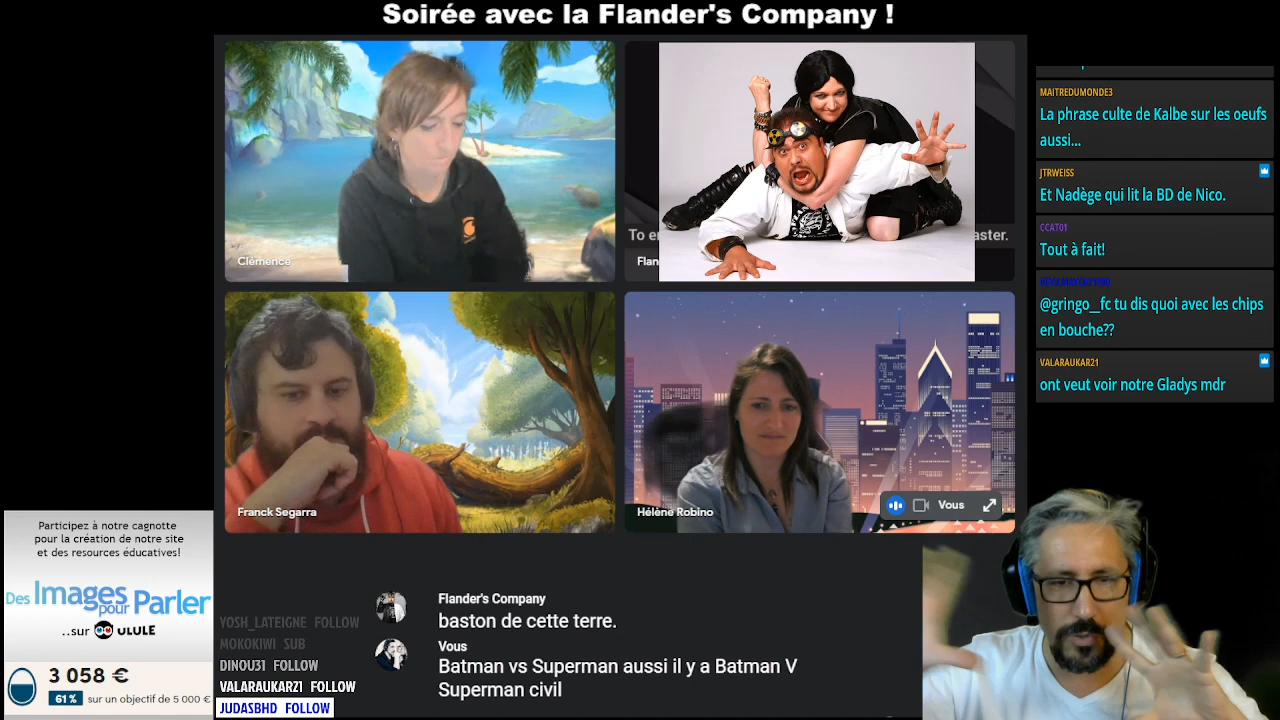 Soirée avec la Flander's Company !
MAITREDUMONDE3
La phrase culte de Kalbe sur les oeufs
aussi...
JTRWEISS
Et Nadège qui lit la BD de Nico.
CCAT01
Tout à fait!
@gringo__fc tu dis quoi avec les chips
en bouche??
VALARAUKAR21
ont veut voir notre Gladys mdr
Clémence
To en
aster.
Flan
Franck Segarra
Hélène Robino
Vous
Participez à notre cagnotte
pour la création de notre site
et des resources éducatives!
Des Images pour Parler
..sur ULULE
3 058 €
61 % sur un objectif de 5 000 €
YOSH_LATEIGNE FOLLOW
MOKOKIWI SUB
DINOU31 FOLLOW
VALARAUKAR21 FOLLOW
JUDASBHD FOLLOW
Flander's Company
baston de cette terre.
Vous
Batman vs Superman aussi il y a Batman V
Superman civil